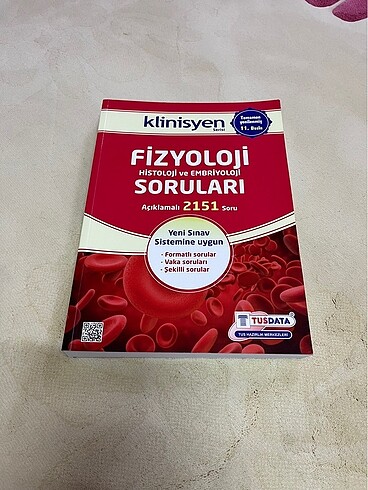 klinisyen
Serisi
Tamamen
yenilenmiş
11. Baskı
FİZYOLOJİ
HİSTOLOJİ ve EMBRİYOLOJİ
SORULARI
Açıklamalı 2151 Soru
Yeni Sınav
Sistemine uygun
- Formatlı sorular
- Vaka soruları
- Şekilli sorular
TUSDATA
TUS HAZIRLIK MERKEZLERİ